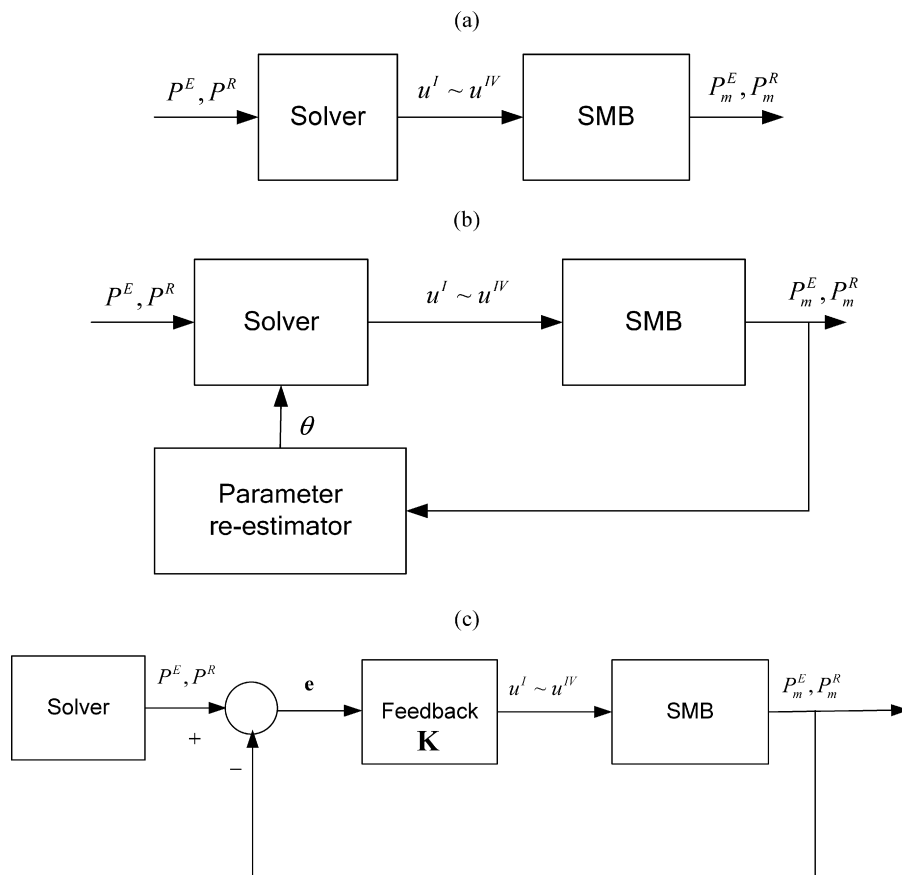 (a)
P^E, P^R
Solver
u^I ~ u^IV
SMB
P_m^E, P_m^R
(b)
P^E, P^R
Solver
u^I ~ u^IV
SMB
P_m^E, P_m^R
θ
Parameter
re-estimator
(c)
Solver
P^E, P^R
+
−
e
Feedback
K
u^I ~ u^IV
SMB
P_m^E, P_m^R